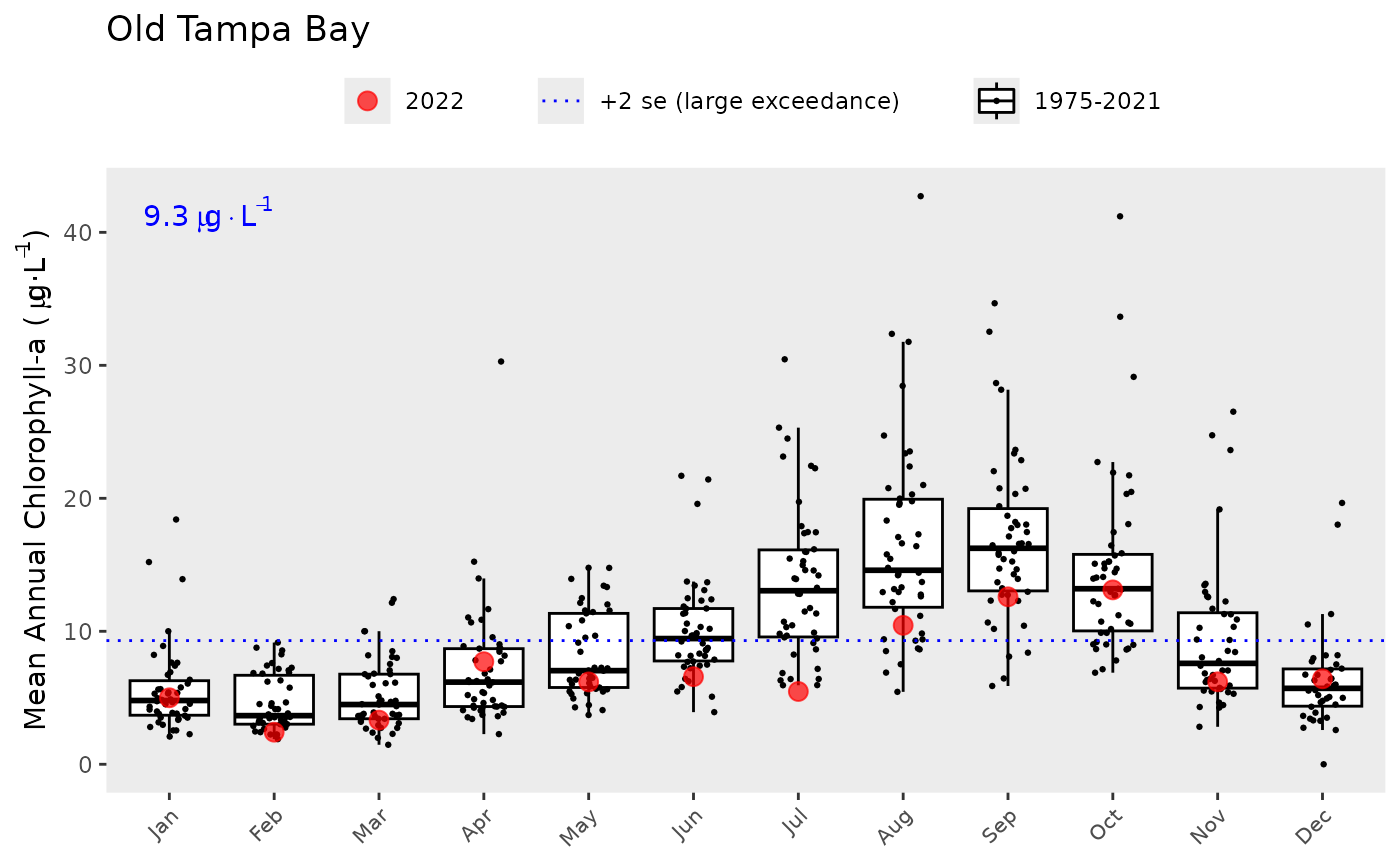 Old Tampa Bay
2022 +2 se (large exceedance) 1975-2021
9.3 μg · L⁻¹
Mean Annual Chlorophyll-a (μg·L⁻¹)
40
30
20
10
0
Jan Feb Mar Apr May Jun Jul Aug Sep Oct Nov Dec